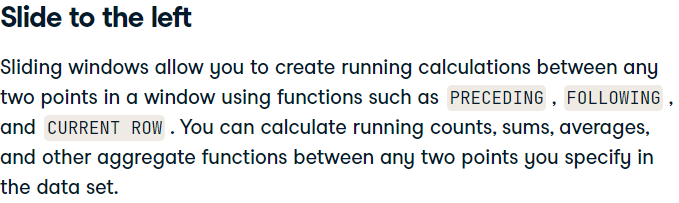 Slide to the left
Sliding windows allow you to create running calculations between any
two points in a window using functions such as PRECEDING , FOLLOWING ,
and CURRENT ROW . You can calculate running counts, sums, averages,
and other aggregate functions between any two points you specify in
the data set.